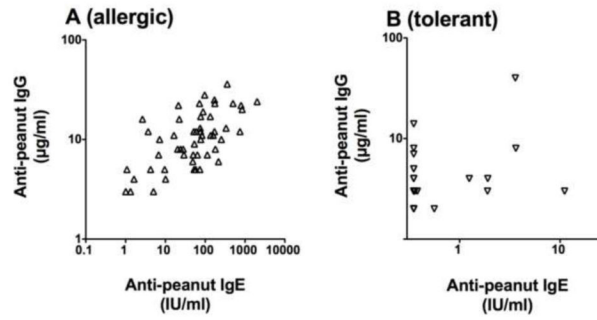 A (allergic)
100
10
1
0.1 1 10 100 1000 10000
Anti-peanut IgG
(µg/ml)
Anti-peanut IgE
(IU/ml)
B (tolerant)
100
10
1 10
Anti-peanut IgG
(µg/ml)
Anti-peanut IgE
(IU/ml)